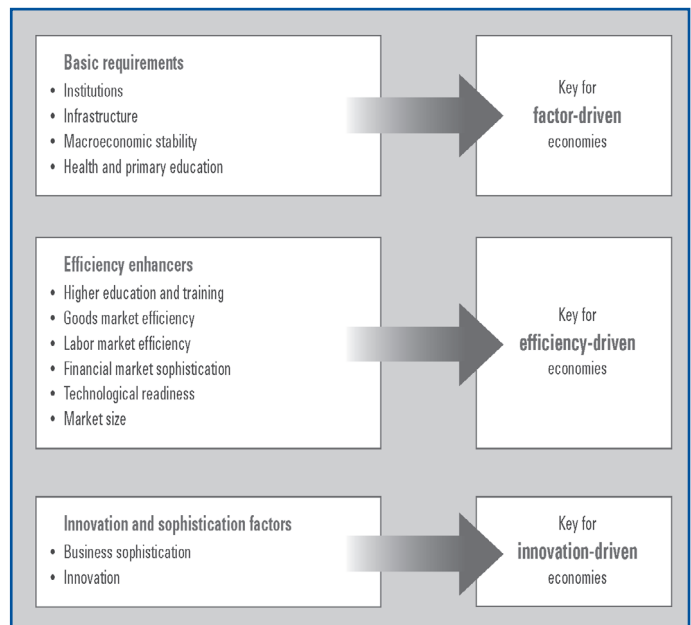 Basic requirements
• Institutions
• Infrastructure
• Macroeconomic stability
• Health and primary education
Key for
factor-driven
economies
Efficiency enhancers
• Higher education and training
• Goods market efficiency
• Labor market efficiency
• Financial market sophistication
• Technological readiness
• Market size
Key for
efficiency-driven
economies
Innovation and sophistication factors
• Business sophistication
• Innovation
Key for
innovation-driven
economies